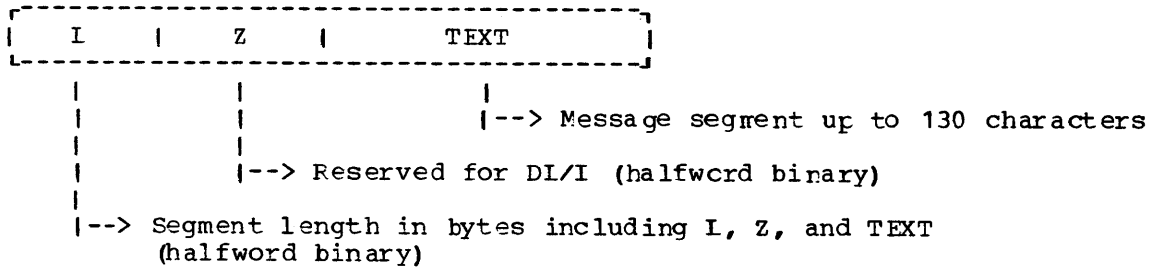 L | Z | TEXT
|--> Message segment up to 130 characters
|--> Reserved for DL/I (halfword binary)
|--> Segment length in bytes including L, Z, and TEXT
(halfword binary)